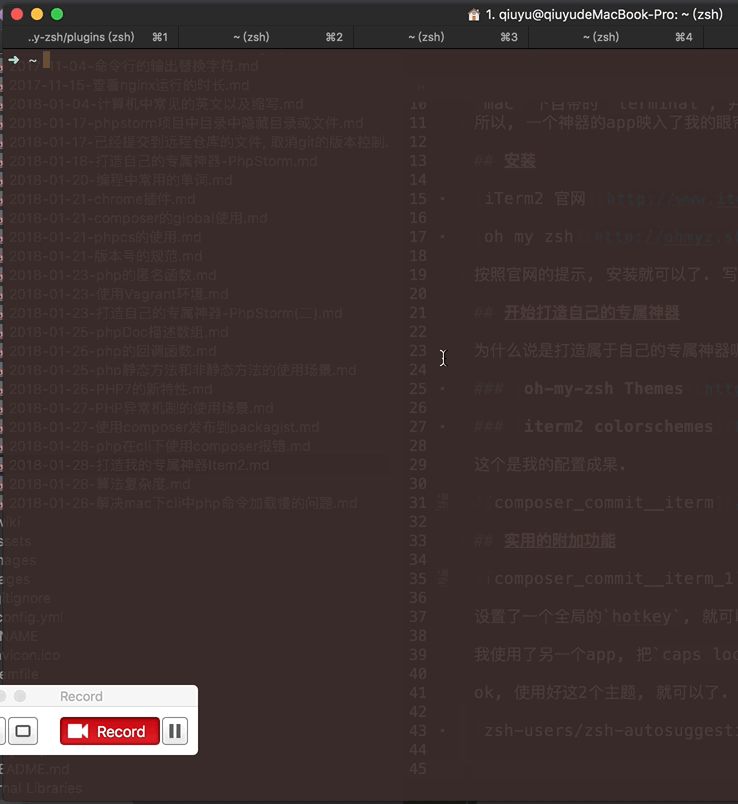 1. qiuyu@qiuyudeMacBook-Pro: ~ (zsh)
..y-zsh/plugins (zsh) ⌘1 ~ (zsh) ⌘2 ~ (zsh) ⌘3 ~ (zsh) ⌘4
➜ ~
2017-11-04-命令行的输出替换字符.md
2017-11-15-查看nginx运行的时长.md
2018-01-04-计算机中常见的英文以及缩写.md
2018-01-17-phpstorm项目中目录中隐藏目录或文件.md
2018-01-17-已经提交到远程仓库的文件, 取消git的版本控制.
2018-01-18-打造自己的专属神器-PhpStorm.md
2018-01-20-编程中常用的单词.md
2018-01-21-chrome插件.md
2018-01-21-composer的global使用.md
2018-01-21-phpcs的使用.md
2018-01-21-版本号的规范.md
2018-01-23-php的匿名函数.md
2018-01-23-使用Vagrant环境.md
2018-01-23-打造自己的专属神器-PhpStorm(二).md
2018-01-25-phpDoc描述数组.md
2018-01-25-php的回调函数.md
2018-01-25-php静态方法和非静态方法的使用场景.md
2018-01-26-PHP7的新特性.md
2018-01-27-PHP异常机制的使用场景.md
2018-01-27-使用composer发布到packagist.md
2018-01-28-php在cli下使用composer报错.md
2018-01-28-打造我的专属神器Item2.md
2018-01-28-算法复杂度.md
2018-01-28-解决mac下cli中php命令加载慢的问题.md
wiki
ssets
mages
ages
itignore
config.yml
NAME
avicon.ico
emfile
EADME.md
rnal Libraries
10 `mac` 下自带的 `terminal`, 
11 所以, 一个神器的app映入了我的眼
12
13 ## 安装
14
15 iTerm2 官网 http://www.it
16
17 oh my zsh http://ohmyz.s
18
19 按照官网的提示, 安装就可以了. 写
20
21 ## 开始打造自己的专属神器
22
23 为什么说是打造属于自己的专属神器
24
25 ### oh-my-zsh Themes
26
27 ### iterm2 colorschemes
28
29 这个是我的配置成果.
30
31 composer_commit__iterm
32
33 ## 实用的附加功能
34
35 composer_commit__iterm_1
36
37 设置了一个全局的`hotkey`, 就可
38
39 我使用了另一个app, 把`caps loc
40
41 ok, 使用好这2个主题, 就可以了.
42
43 zsh-users/zsh-autosuggest
44
45
Record
Record